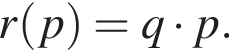 r(p) = q · p.